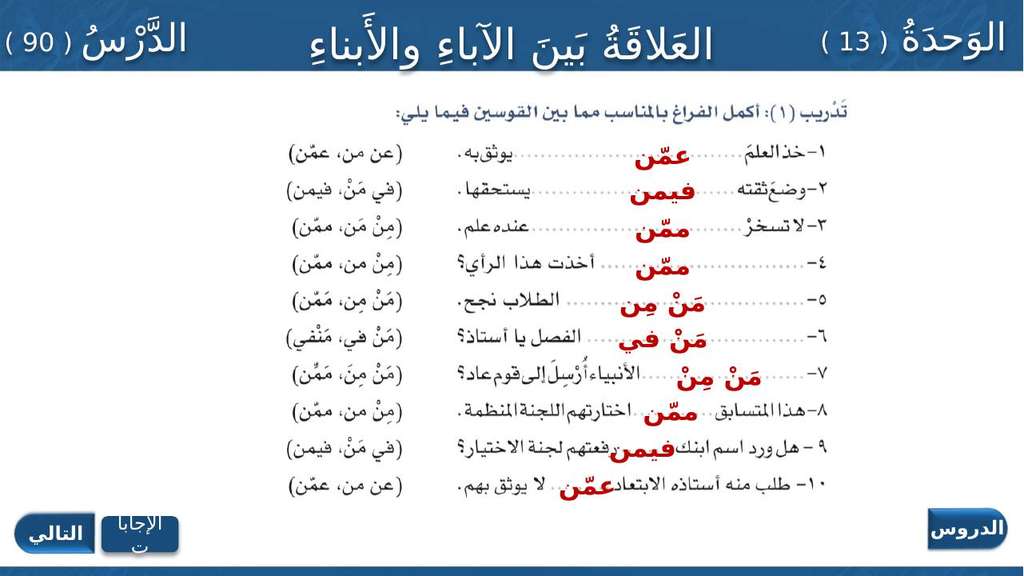 الوَحدَةُ ( 13 )
العَلاقَةُ بَينَ الآباءِ والأَبناءِ
الدَّرْسُ ( 90 )
تَدْريب (١): أكمل الفراغ بالمناسب مما بين القوسين فيما يلي:
١- خذ العلمَ ........ عمّن ........ يوثق به. (عن من، عمّن)
٢- وضعَ ثقته ........ فيمن ........ يستحقها. (في مَنْ، فيمن)
٣- لا تسخرْ ........ ممّن ........ عنده علم. (مِنْ مَن، ممّن)
٤- ........ ممّن ........ أخذت هذا الرأي؟ (مِنْ من، ممّن)
٥- ........ مَنْ مِن ........ الطلاب نجح. (مَنْ مِن، مَمّن)
٦- ........ مَنْ في ........ الفصل يا أستاذ؟ (مَنْ في، مَنْفي)
٧- ........ مَنْ مِنْ ........ الأنبياء أُرْسِلَ إلى قوم عاد؟ (مَنْ مِنَ، مَمِّن)
٨- هذا المتسابق ........ ممّن ........ اختارتهم اللجنة المنظمة. (مِنْ من، ممّن)
٩ - هل ورد اسم ابنك فيمن رفعتهم لجنة الاختيار؟ (في مَنْ، فيمن)
١٠- طلب منه أستاذه الابتعاد عمّن ..... لا يوثق بهم. (عن من، عمّن)
الدروس
الإجابات
التالي